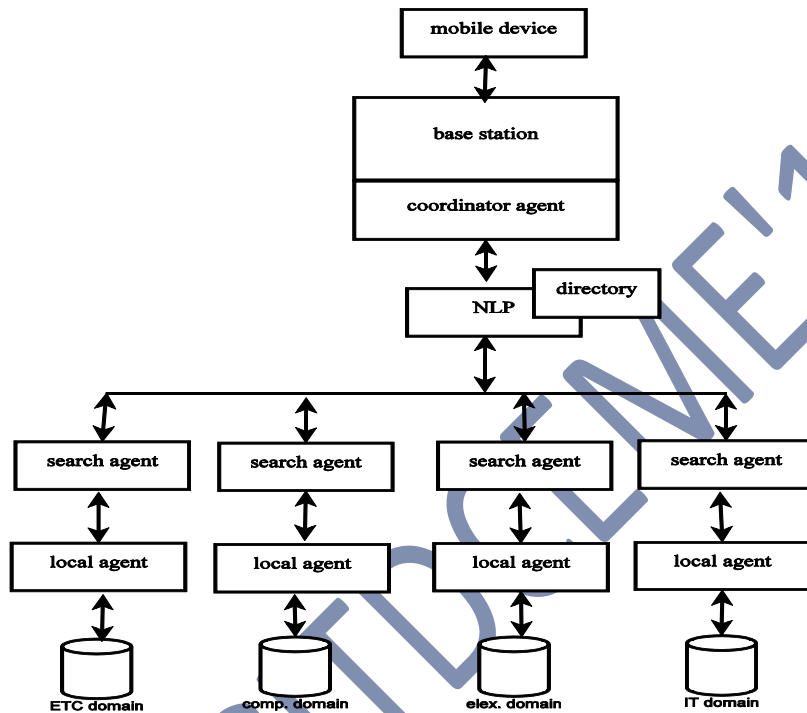 mobile device
base station
coordinator agent
directory
NLP
search agent search agent search agent search agent
local agent local agent local agent local agent
ETC domain comp. domain elex. domain IT domain